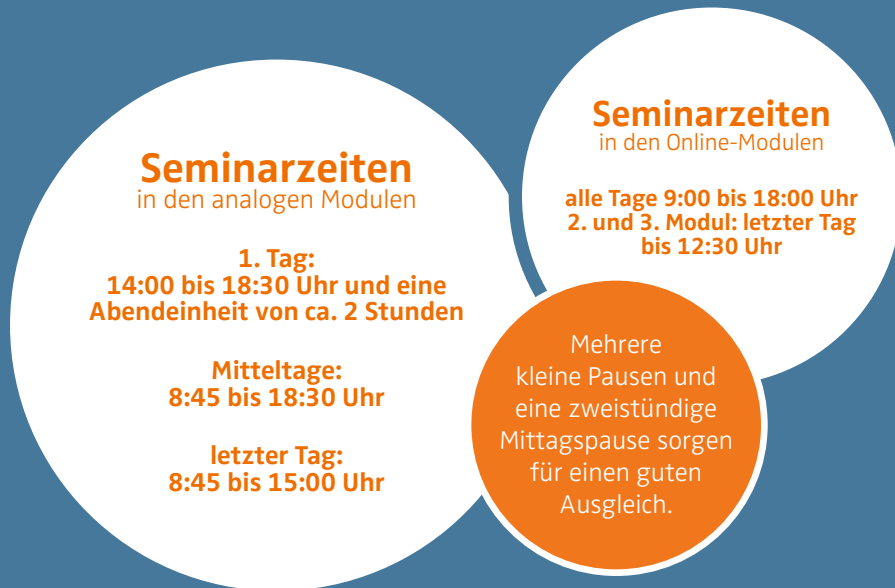 Seminarzeiten
in den analogen Modulen
1. Tag:
14:00 bis 18:30 Uhr und eine
Abendeinheit von ca. 2 Stunden
Mitteltage:
8:45 bis 18:30 Uhr
letzter Tag:
8:45 bis 15:00 Uhr
Seminarzeiten
in den Online-Modulen
alle Tage 9:00 bis 18:00 Uhr
2. und 3. Modul: letzter Tag
bis 12:30 Uhr
Mehrere
kleine Pausen und
eine zweistündige
Mittagspause sorgen
für einen guten
Ausgleich.